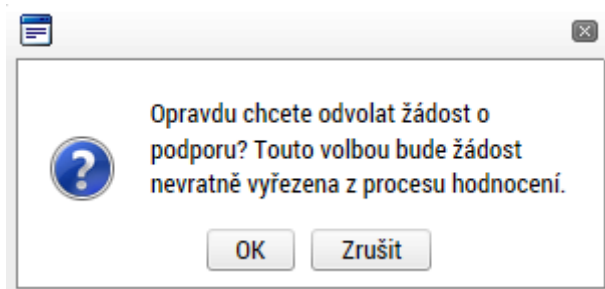 Opravdu chcete odvolat žádost o
podporu? Touto volbou bude žádost
nevratně vyřezena z procesu hodnocení.
OK Zrušit